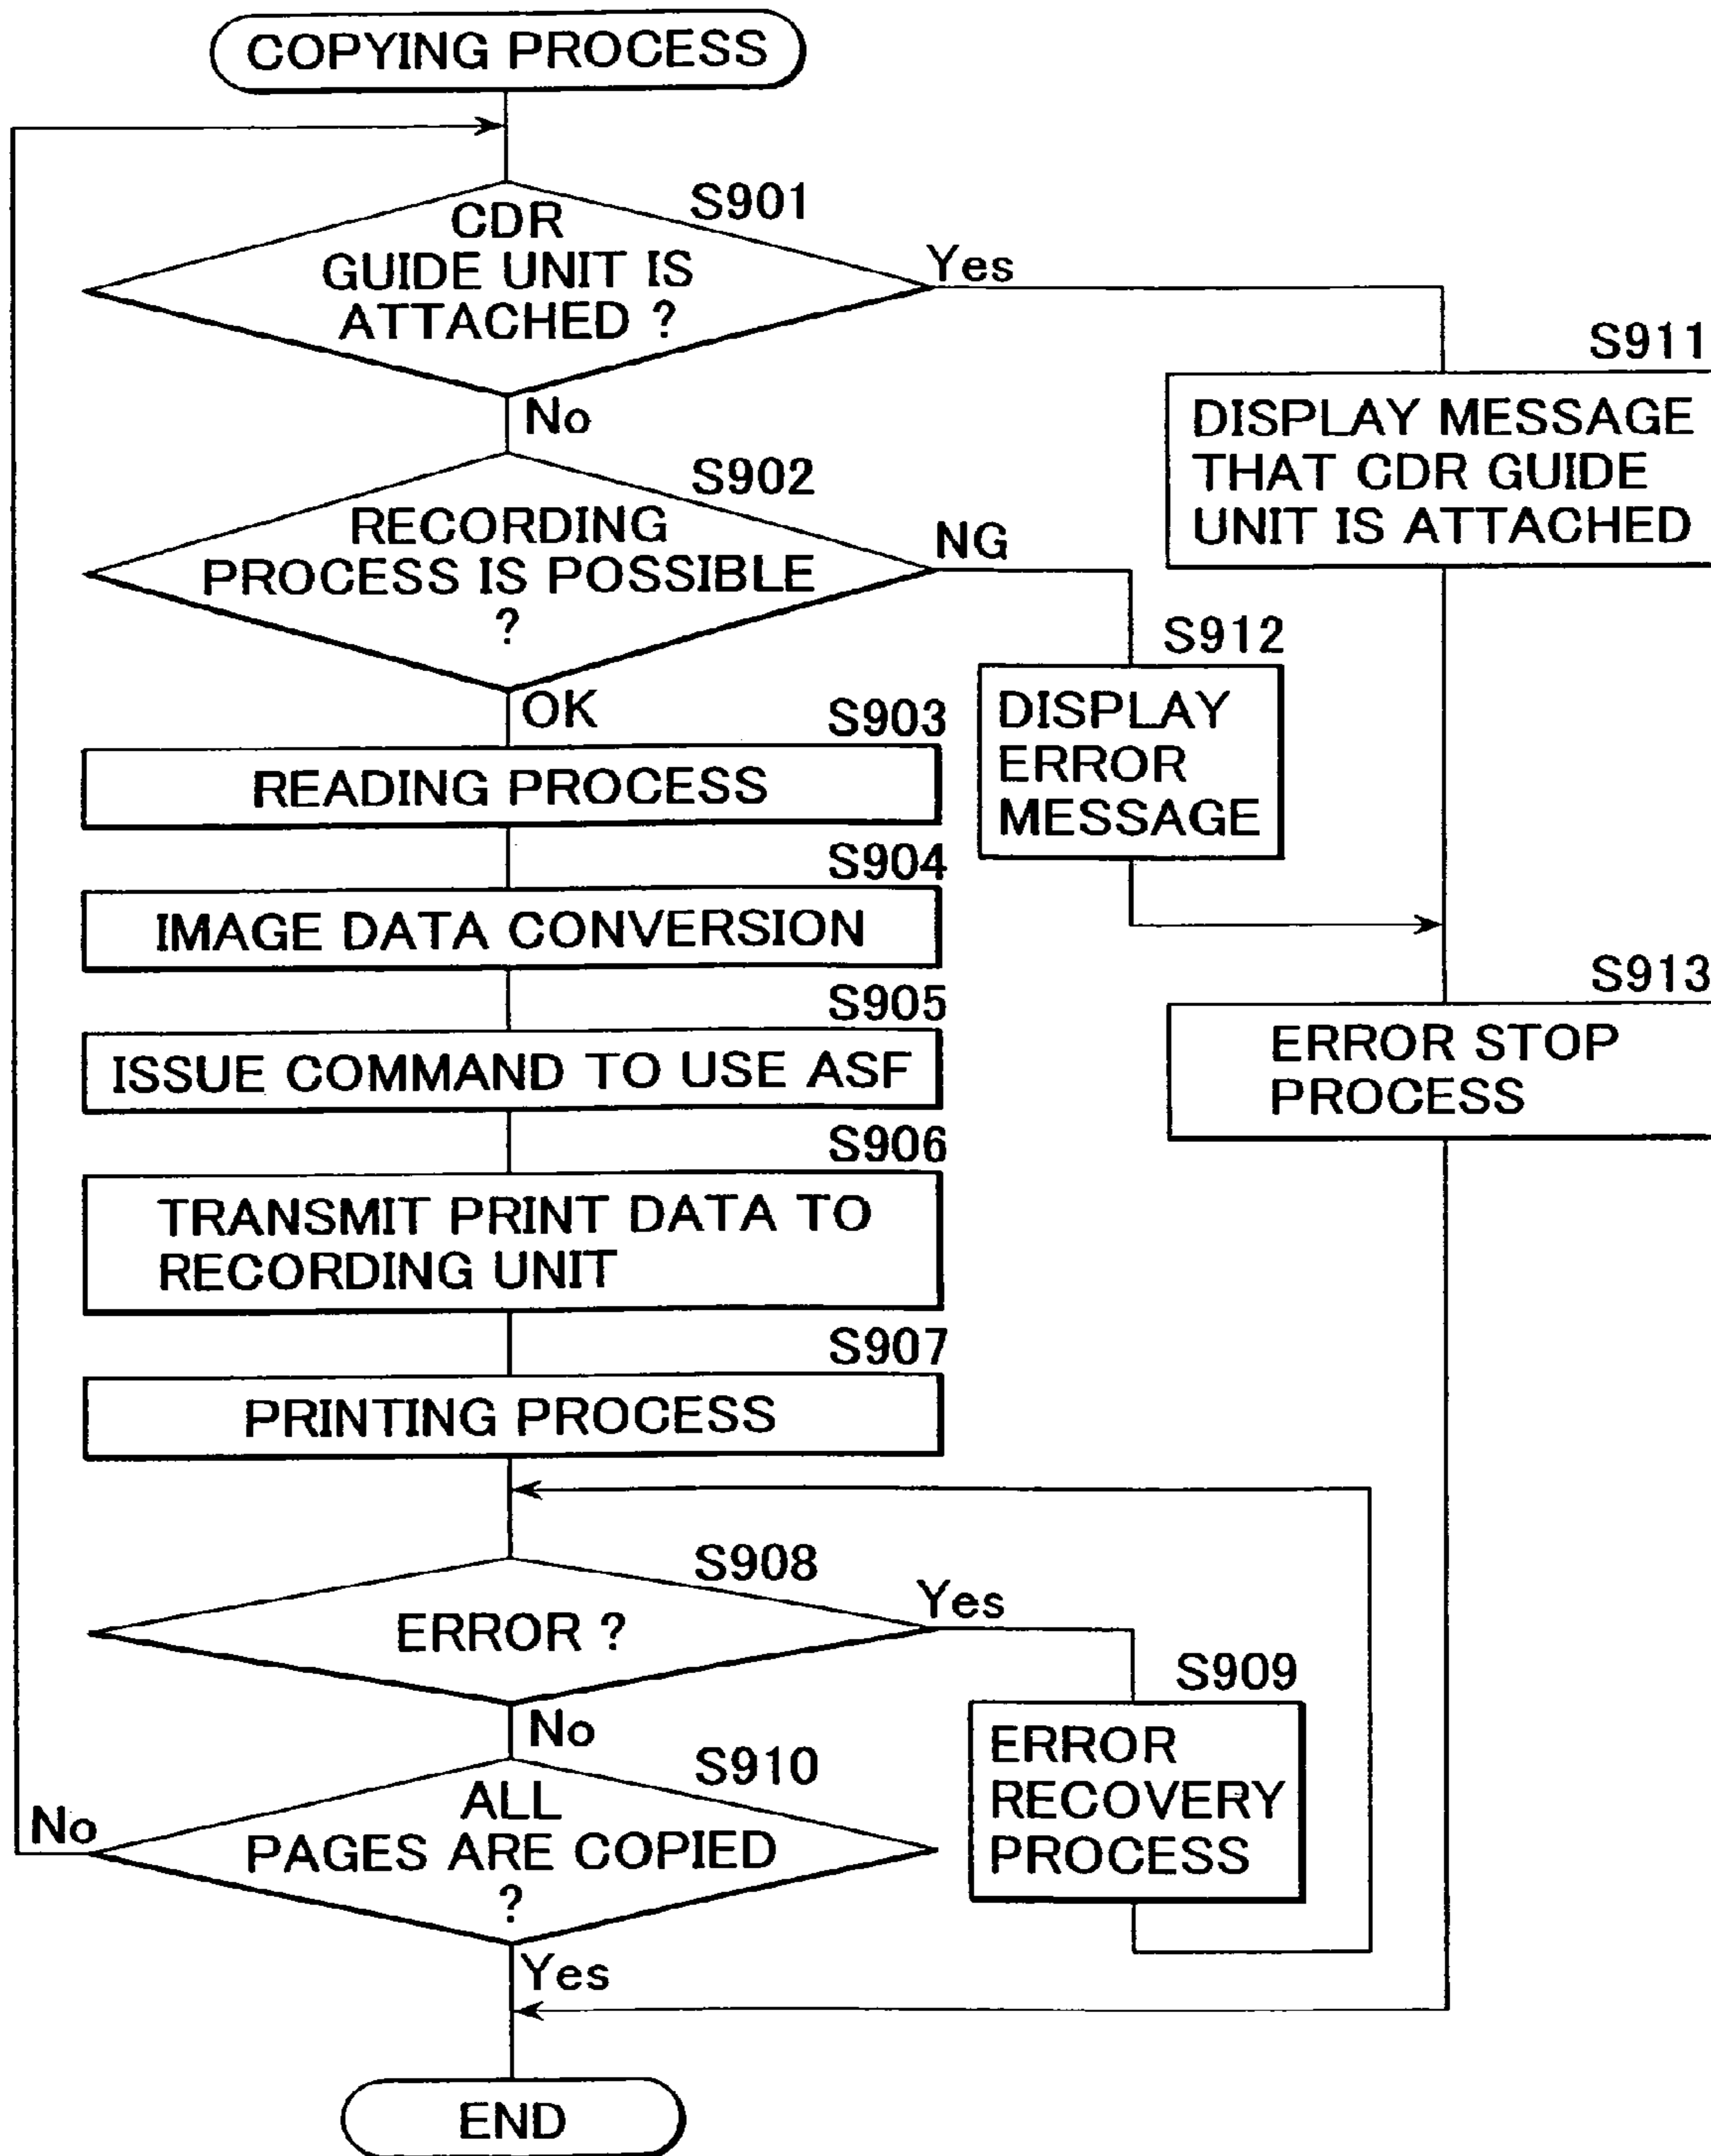 COPYING PROCESS
S901
CDR
GUIDE UNIT IS
ATTACHED ?
Yes
No
S911
DISPLAY MESSAGE
THAT CDR GUIDE
UNIT IS ATTACHED
S902
RECORDING
PROCESS IS POSSIBLE
?
NG
OK
S912
DISPLAY
ERROR
MESSAGE
S903
READING PROCESS
S904
IMAGE DATA CONVERSION
S913
ERROR STOP
PROCESS
S905
ISSUE COMMAND TO USE ASF
S906
TRANSMIT PRINT DATA TO
RECORDING UNIT
S907
PRINTING PROCESS
S908
ERROR ?
Yes
No
S909
ERROR
RECOVERY
PROCESS
S910
ALL
PAGES ARE COPIED
?
No
Yes
END